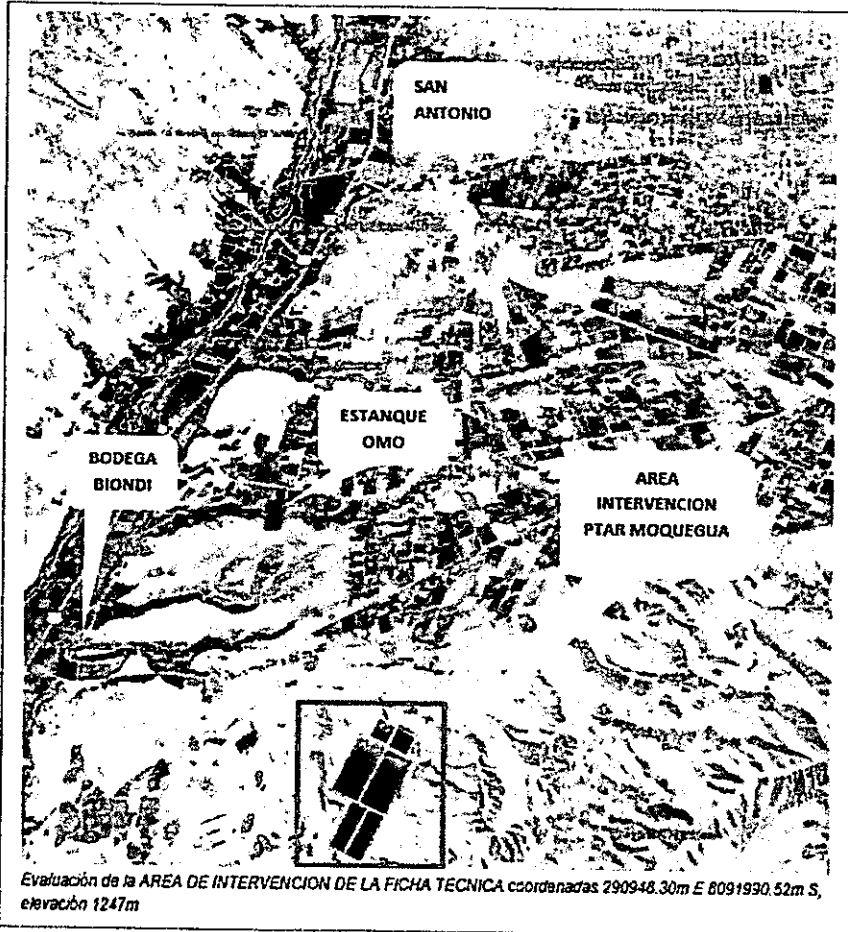 SAN
ANTONIO
ESTANQUE
OMO
BODEGA
BIONDI
AREA
INTERVENCION
PTAR MOQUEGUA
Evaluación de la AREA DE INTERVENCION DE LA FICHA TECNICA coordenadas 290948.30m E 8091990.52m S,
elevación 1247m